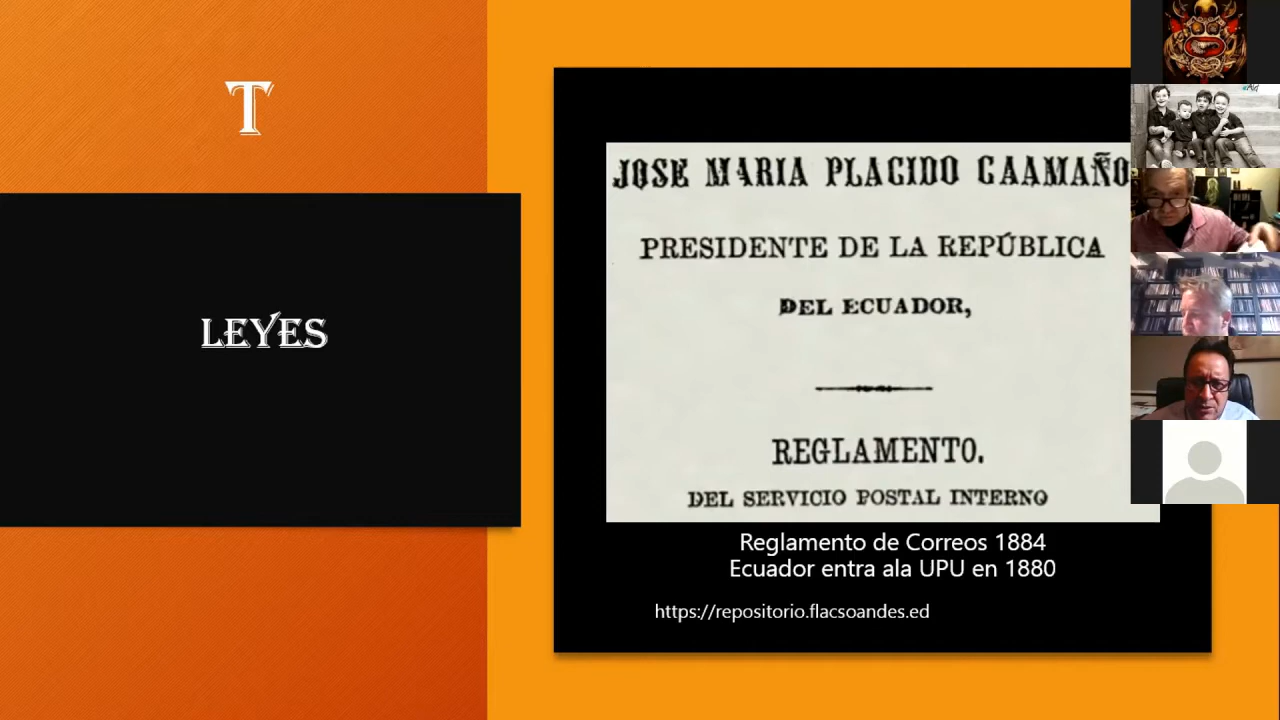 T
LEYES
JOSE MARIA PLACIDO CAAMAÑO
PRESIDENTE DE LA REPÚBLICA
DEL ECUADOR,
REGLAMENTO.
DEL SERVICIO POSTAL INTERNO
Reglamento de Correos 1884
Ecuador entra ala UPU en 1880
https://repositorio.flacsoandes.ed